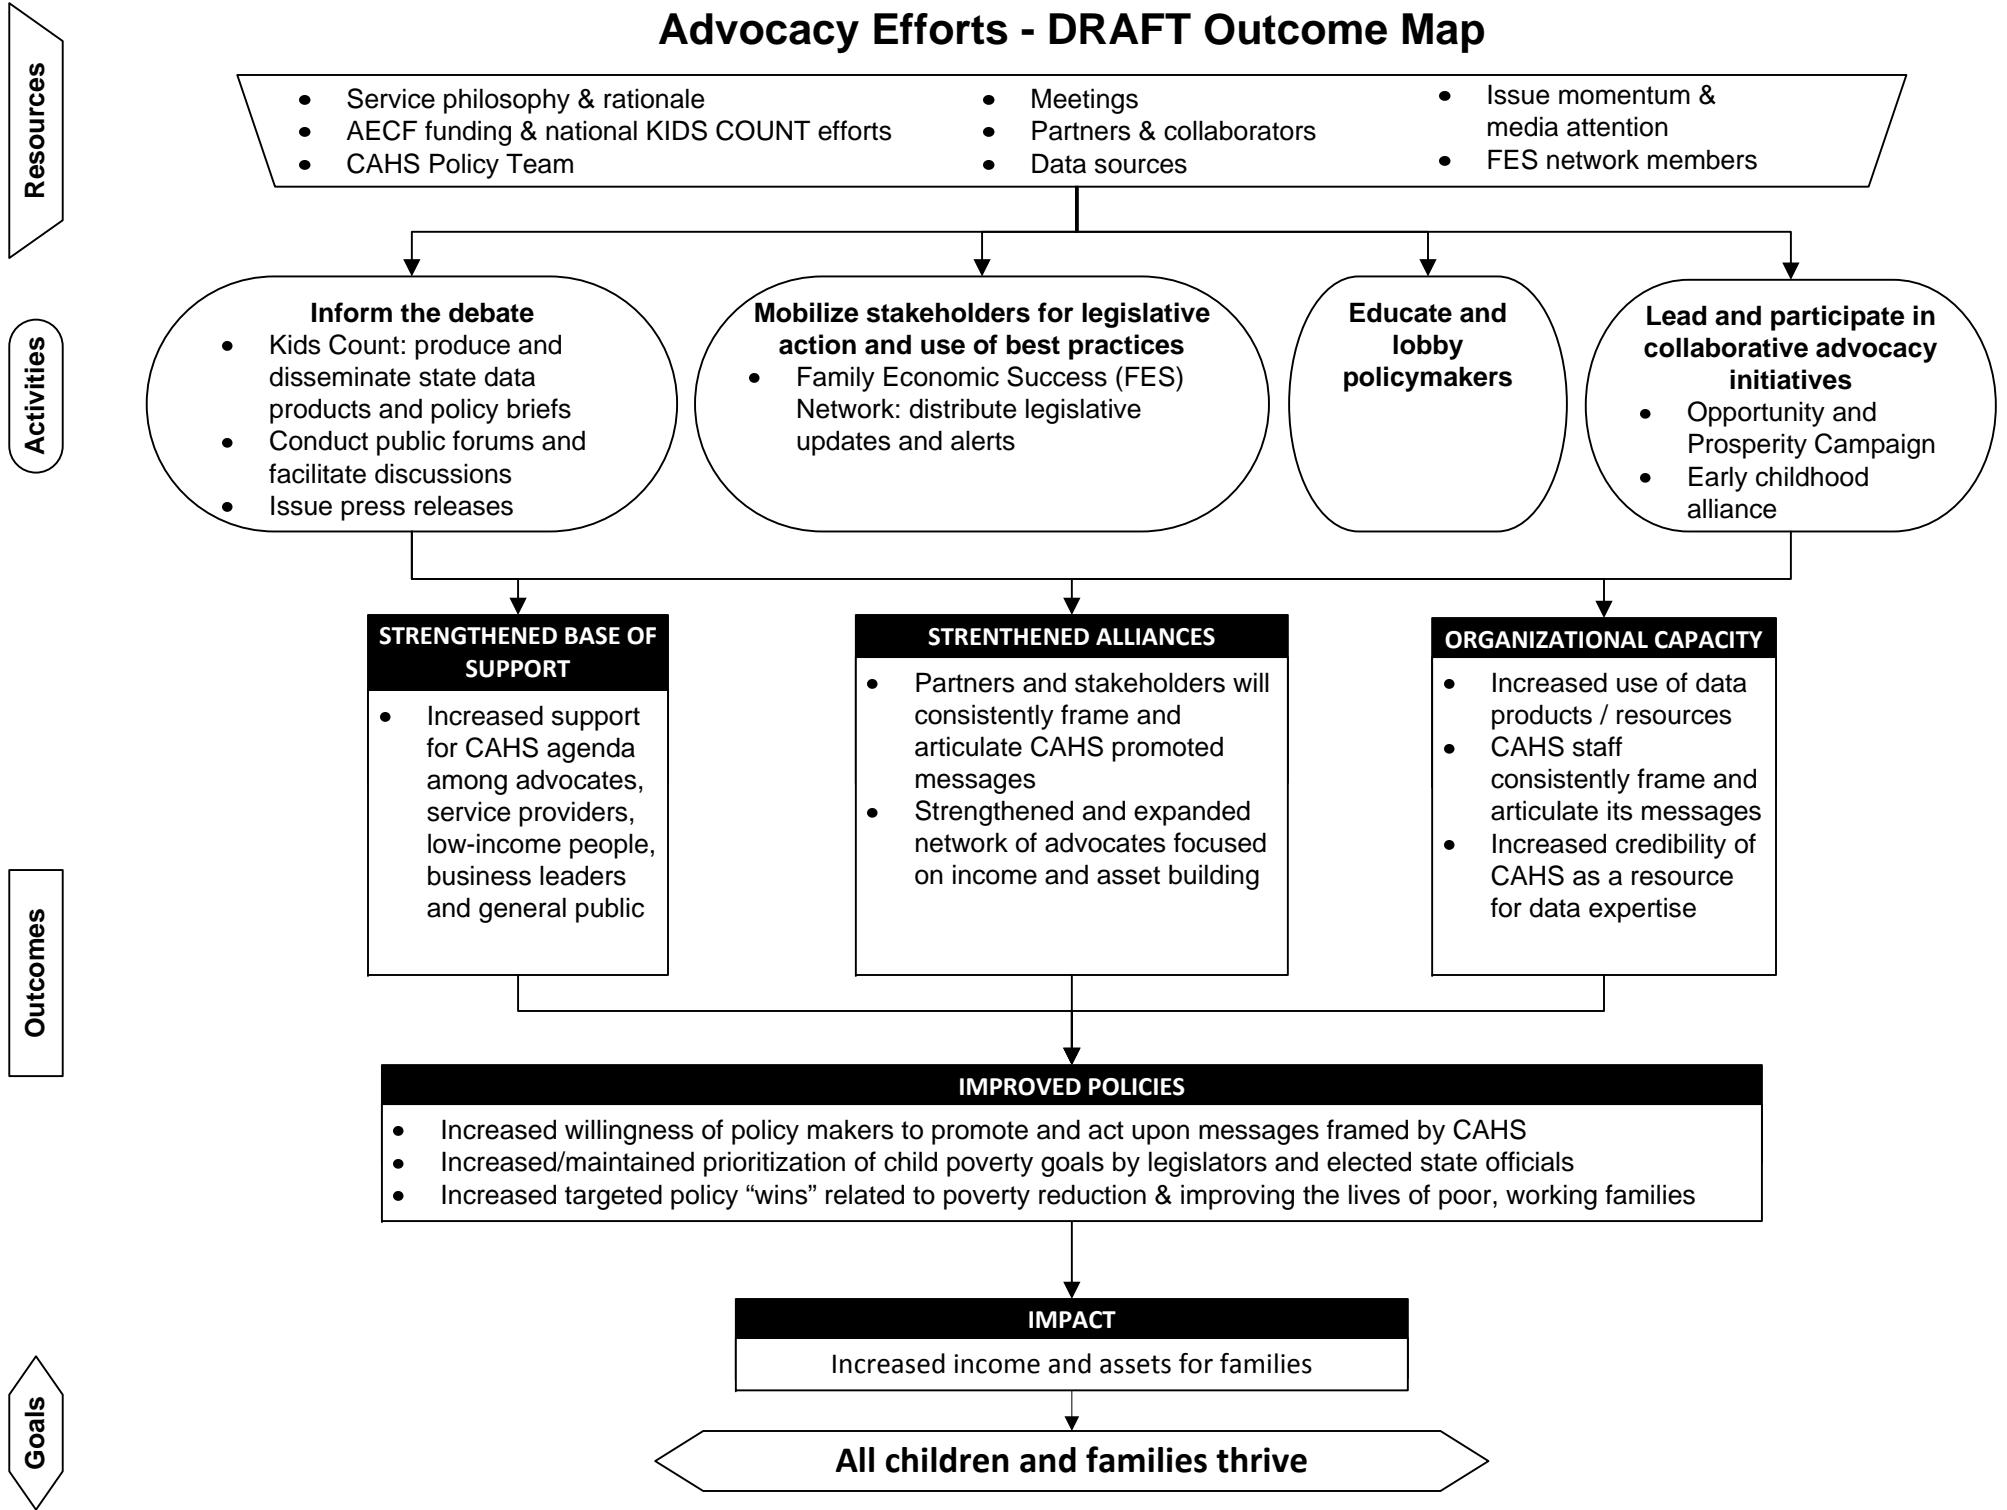 Advocacy Efforts - DRAFT Outcome Map
Resources
• Service philosophy & rationale
• AECF funding & national KIDS COUNT efforts
• CAHS Policy Team
• Meetings
• Partners & collaborators
• Data sources
• Issue momentum &
media attention
• FES network members
Activities
Inform the debate
• Kids Count: produce and
disseminate state data
products and policy briefs
• Conduct public forums and
facilitate discussions
• Issue press releases
Mobilize stakeholders for legislative
action and use of best practices
• Family Economic Success (FES)
Network: distribute legislative
updates and alerts
Educate and
lobby
policymakers
Lead and participate in
collaborative advocacy
initiatives
• Opportunity and
Prosperity Campaign
• Early childhood
alliance
Outcomes
STRENGTHENED BASE OF
SUPPORT
• Increased support
for CAHS agenda
among advocates,
service providers,
low-income people,
business leaders
and general public
STRENTHENED ALLIANCES
• Partners and stakeholders will
consistently frame and
articulate CAHS promoted
messages
• Strengthened and expanded
network of advocates focused
on income and asset building
ORGANIZATIONAL CAPACITY
• Increased use of data
products / resources
• CAHS staff
consistently frame and
articulate its messages
• Increased credibility of
CAHS as a resource
for data expertise
IMPROVED POLICIES
• Increased willingness of policy makers to promote and act upon messages framed by CAHS
• Increased/maintained prioritization of child poverty goals by legislators and elected state officials
• Increased targeted policy “wins” related to poverty reduction & improving the lives of poor, working families
IMPACT
Increased income and assets for families
Goals
All children and families thrive